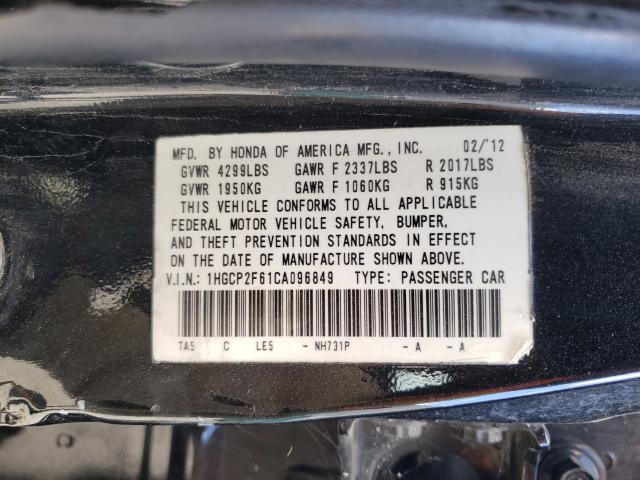 MFD. BY HONDA OF AMERICA MFG., INC. 02/'12
GVWR 4299LBS GAWR F 2337LBS R 2017LBS
GVWR 1950KG GAWR F 1060KG R 915KG
THIS VEHICLE CONFORMS TO ALL APPLICABLE
FEDERAL MOTOR VEHICLE SAFETY, BUMPER,
AND THEFT PREVENTION STANDARDS IN EFFECT
ON THE DATE OF MANUFACTURE SHOWN ABOVE.
V.I.N.: 1HGCP2F61CA096849 TYPE: PASSENGER CAR
TA5 C LE5 - NH731P - A - A